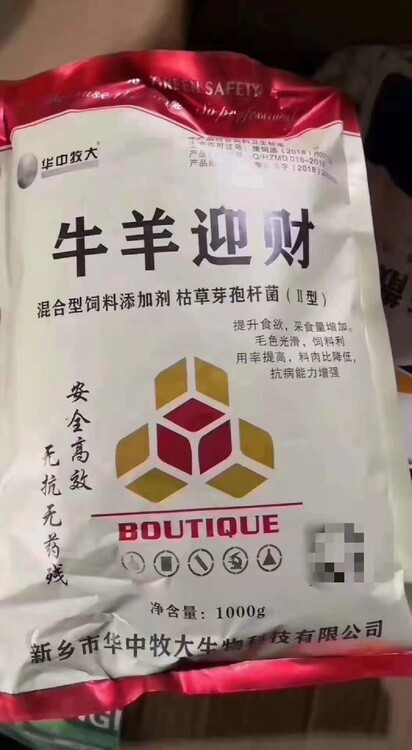 GREEN SAFETY
华中牧大
牛羊迎财
混合型饲料添加剂 枯草芽孢杆菌(II型)
提升食欲,采食量增加。
毛色光滑,饲料利
用率提高,料肉比降低,
抗病能力增强
安全高效
无抗无药残
BOUTIQUE
净含量:1000g
新乡市华中牧大生物科技有限公司